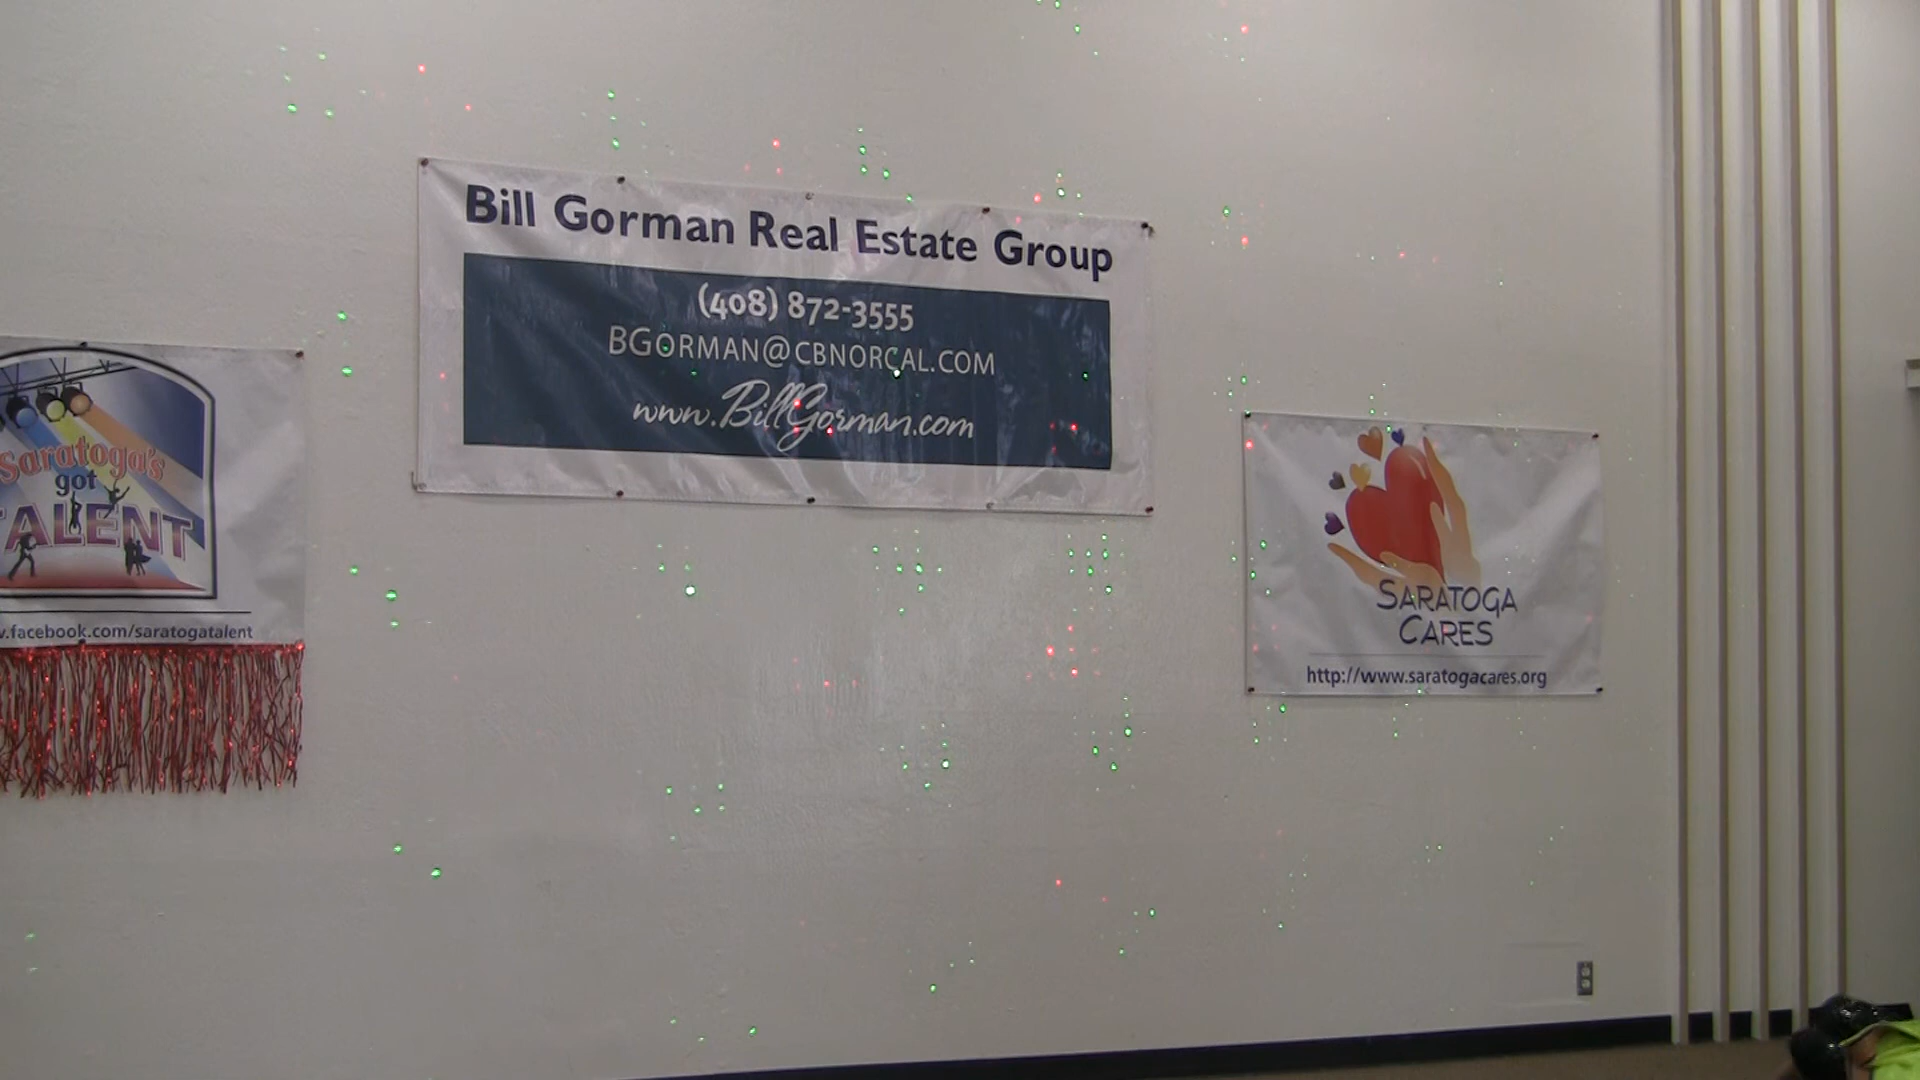 Bill Gorman Real Estate Group
(408) 872-3555
BGORMAN@CBNORCAL.COM
www.BillGorman.com
Saratoga's
got
TALENT
facebook.com/saratogatalent
SARATOGA
CARES
http://www.saratogacares.org